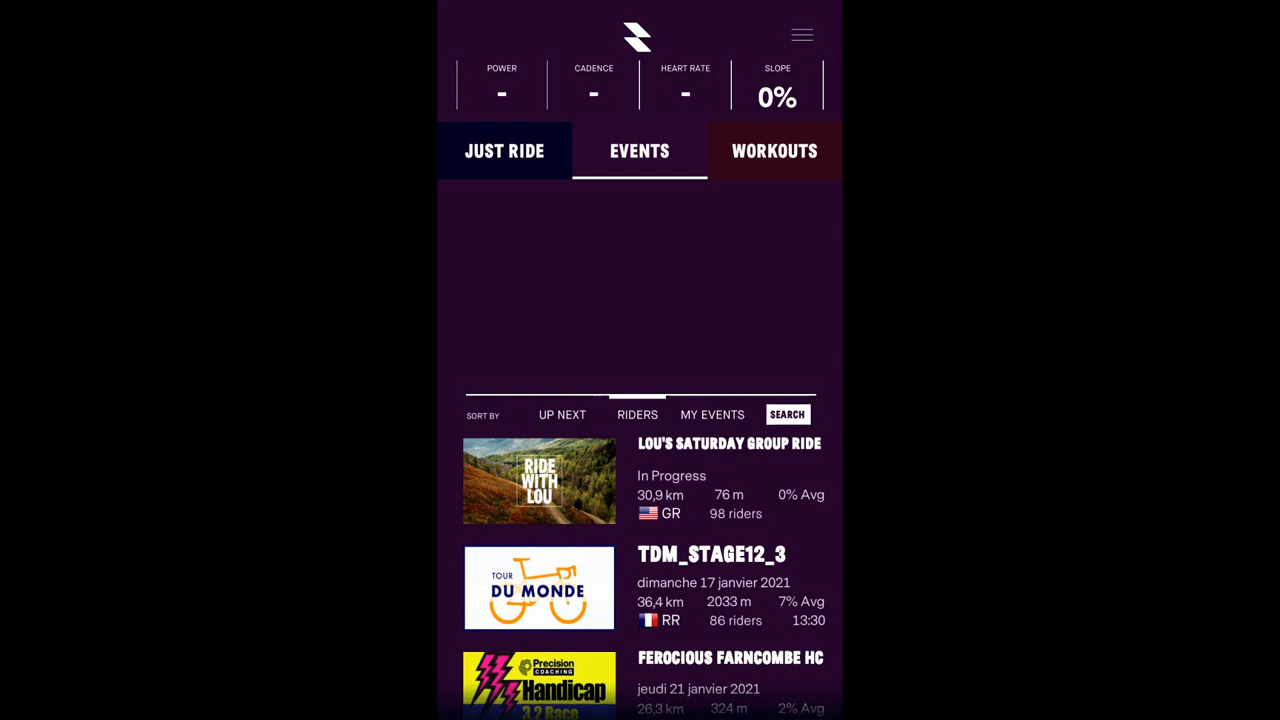 POWER CADENCE HEART RATE SLOPE
- - - 0%
JUST RIDE EVENTS WORKOUTS
SORT BY UP NEXT RIDERS MY EVENTS SEARCH
RIDE
WITH
LOU
LOU'S SATURDAY GROUP RIDE
In Progress
30,9 km 76 m 0% Avg
GR 98 riders
TOUR
DU MONDE
TDM_STAGE12_3
dimanche 17 janvier 2021
36,4 km 2033 m 7% Avg
RR 86 riders 13:30
Precision
COACHING
Handicap
3.2 Race
FEROCIOUS FARNCOMBE HC
jeudi 21 janvier 2021
26,3 km 324 m 2% Avg